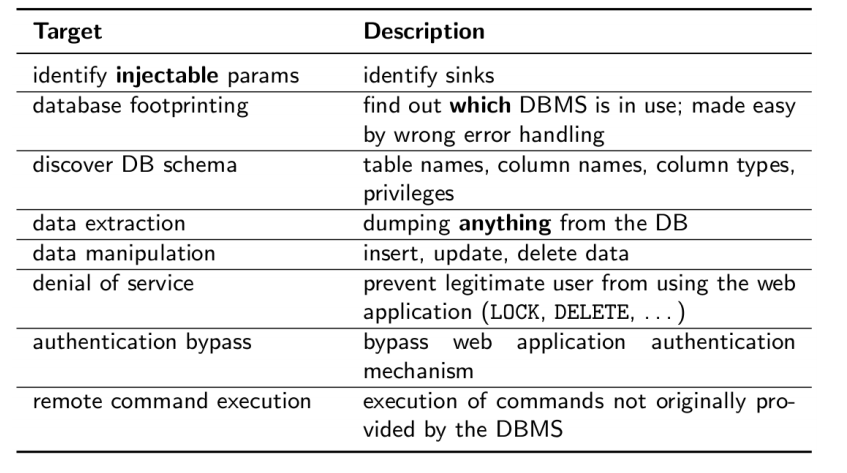 Target Description
identify injectable params identify sinks
database footprinting find out which DBMS is in use; made easy
by wrong error handling
discover DB schema table names, column names, column types,
privileges
data extraction dumping anything from the DB
data manipulation insert, update, delete data
denial of service prevent legitimate user from using the web
application (LOCK, DELETE, ...)
authentication bypass bypass web application authentication
mechanism
remote command execution execution of commands not originally pro-
vided by the DBMS